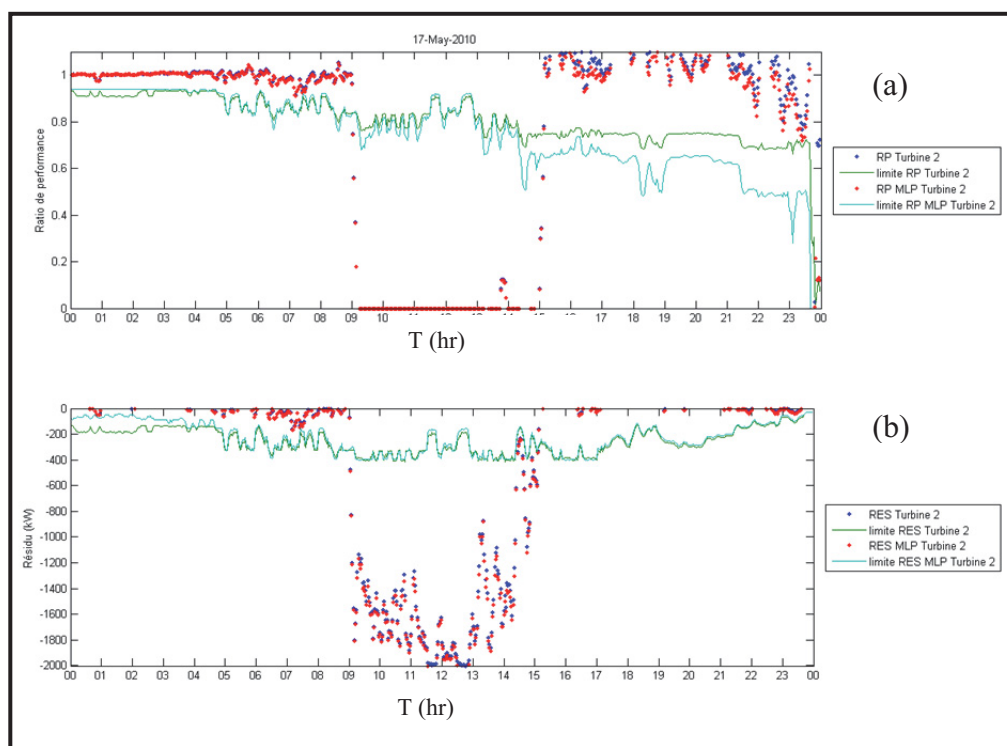 17-May-2010
(a)
Ratio de performance
1
0.8
0.6
0.4
0.2
0
00 01 02 03 04 05 06 07 08 09 10 11 12 13 14 15 16 17 18 19 20 21 22 23 00
T (hr)
RP Turbine 2
limite RP Turbine 2
RP MLP Turbine 2
limite RP MLP Turbine 2
(b)
Résidu (kW)
0
-200
-400
-600
-800
-1000
-1200
-1400
-1600
-1800
-2000
00 01 02 03 04 05 06 07 08 09 10 11 12 13 14 15 16 17 18 19 20 21 22 23 00
T (hr)
RES Turbine 2
limite RES Turbine 2
RES MLP Turbine 2
limite RES MLP Turbine 2